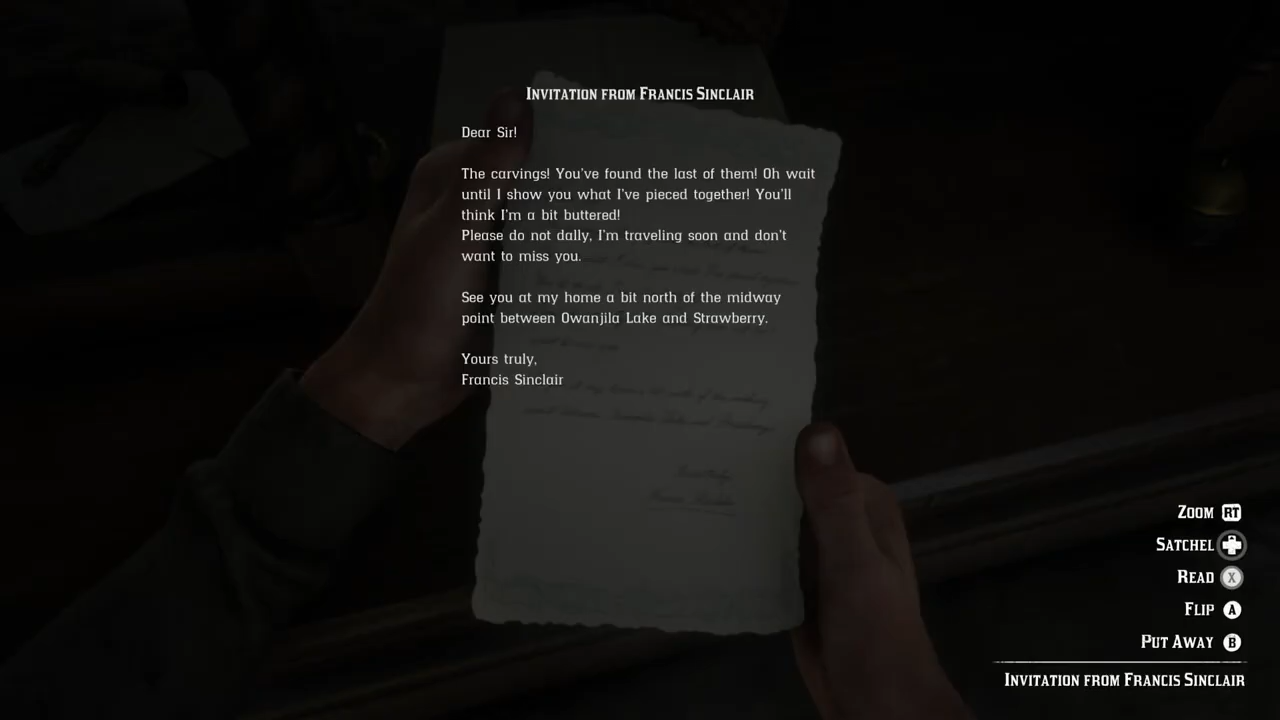 INVITATION FROM FRANCIS SINCLAIR
Dear Sir!
The carvings! You've found the last of them! Oh wait
until I show you what I've pieced together! You'll
think I'm a bit buttered!
Please do not dally, I'm traveling soon and don't
want to miss you.
See you at my home a bit north of the midway
point between Owanjila Lake and Strawberry.
Yours truly,
Francis Sinclair
ZOOM RT
SATCHEL
READ X
FLIP A
PUT AWAY B
INVITATION FROM FRANCIS SINCLAIR